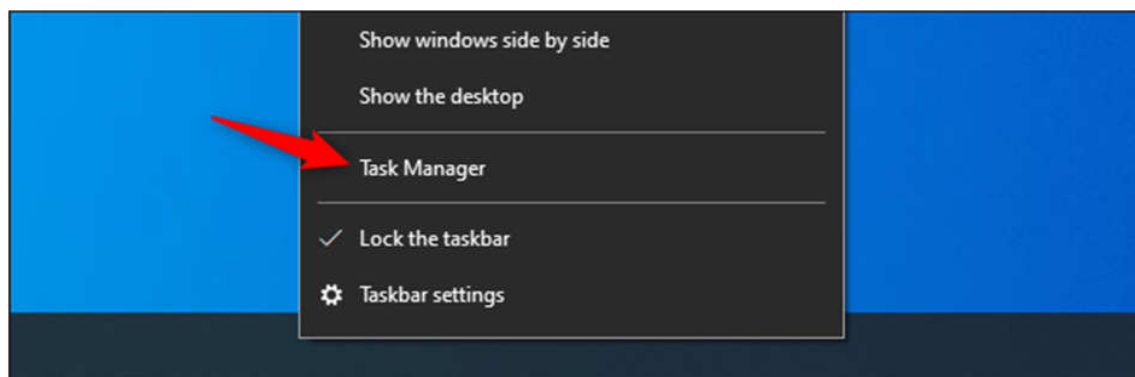 Show windows side by side
Show the desktop
Task Manager
Lock the taskbar
Taskbar settings